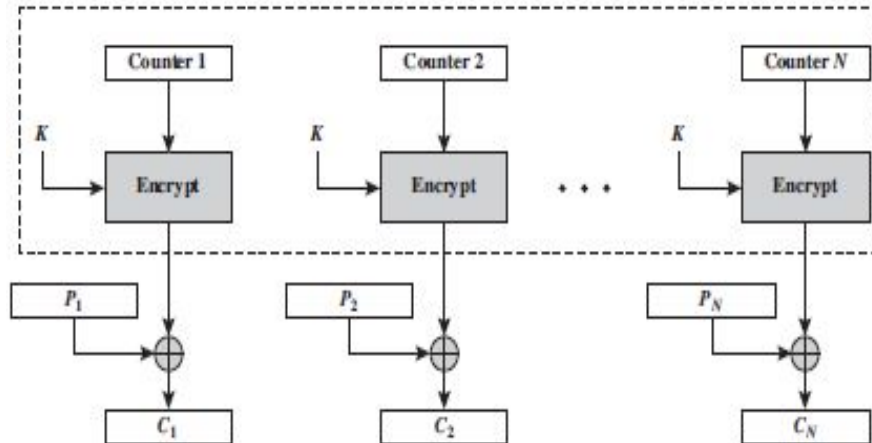 Counter 1 Counter 2 Counter N
K K K
Encrypt Encrypt • • • Encrypt
P1 P2 PN
C1 C2 CN